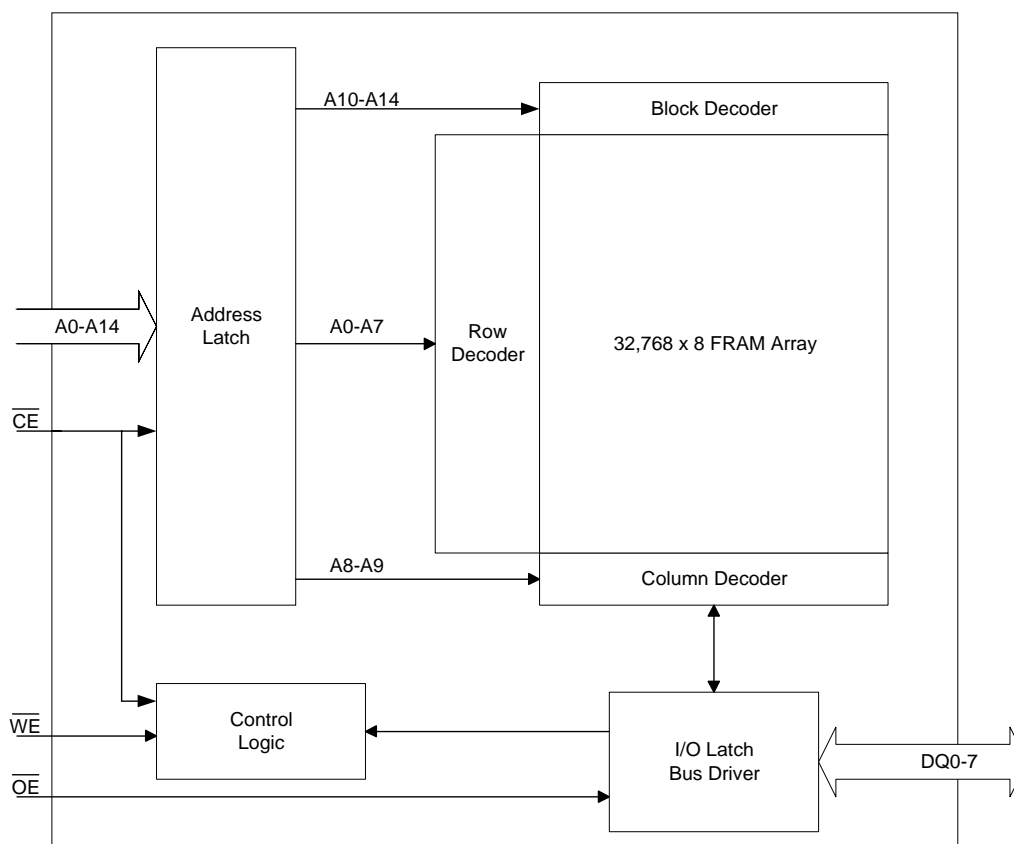 A10-A14
Block Decoder
A0-A14
Address
Latch
A0-A7
Row
Decoder
32,768 x 8 FRAM Array
CE
A8-A9
Column Decoder
WE
Control
Logic
I/O Latch
Bus Driver
DQ0-7
OE